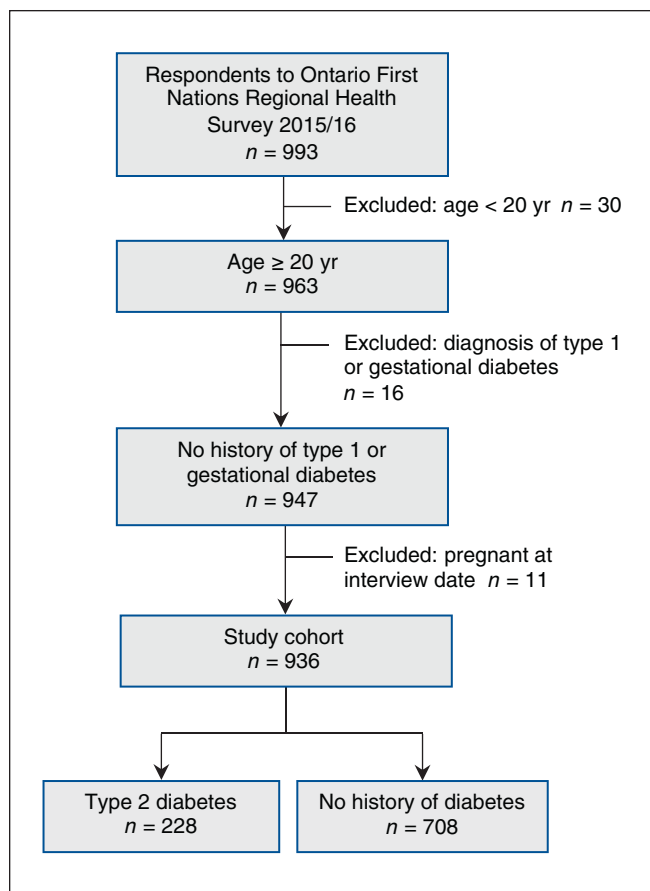 Respondents to Ontario First
Nations Regional Health
Survey 2015/16
n = 993
Excluded: age < 20 yr n = 30
Age ≥ 20 yr
n = 963
Excluded: diagnosis of type 1
or gestational diabetes
n = 16
No history of type 1 or
gestational diabetes
n = 947
Excluded: pregnant at
interview date n = 11
Study cohort
n = 936
Type 2 diabetes
n = 228
No history of diabetes
n = 708